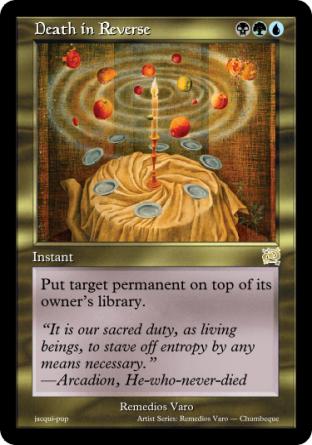 Death in Reverse
Instant
Put target permanent on top of its
owner's library.
"It is our sacred duty, as living
beings, to stave off entropy by any
means necessary."
—Arcadion, He-who-never-died
Remedios Varo
jacqui-pup
Artist Series: Remedios Varo — Chumbeque